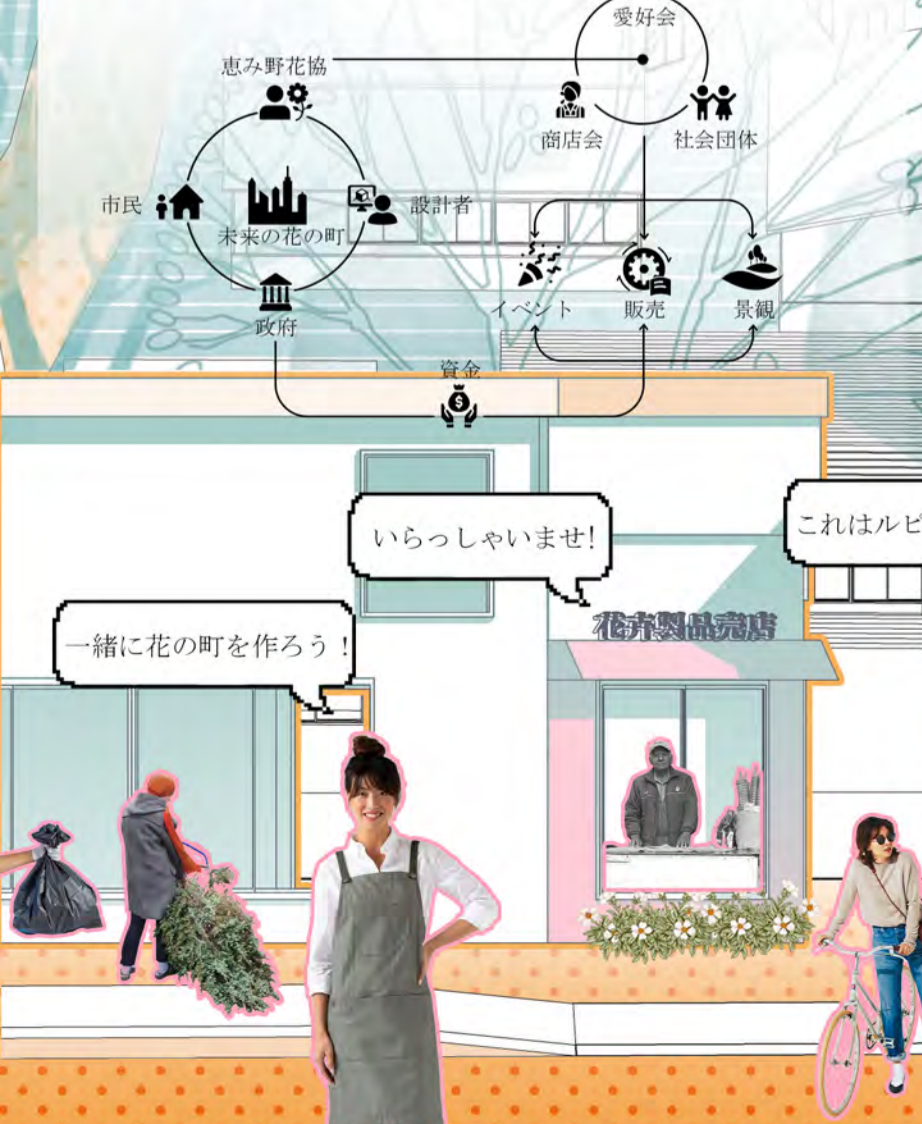 愛好会
恵み野花協
商店会
社会団体
市民
設計者
未来の花の町
イベント
販売
景観
政府
資金
いらっしゃいませ!
これはルピ
一緒に花の町を作ろう！
花卉製品売店